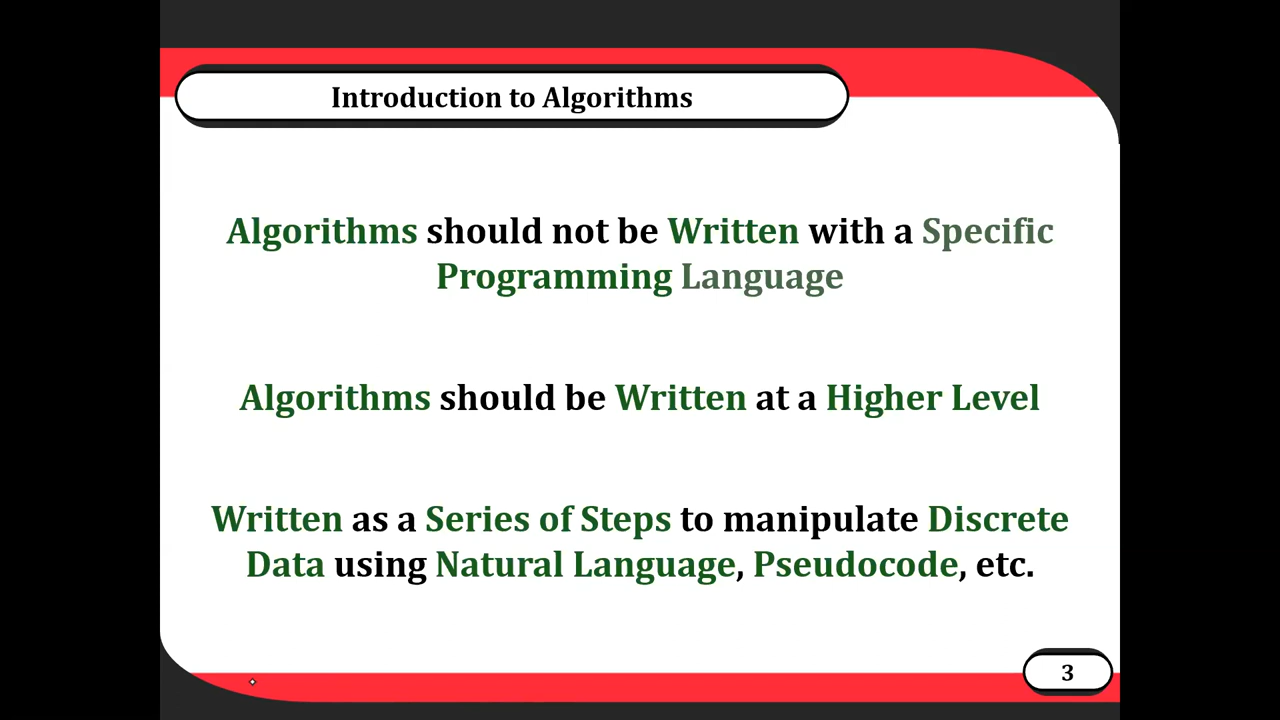 Introduction to Algorithms
Algorithms should not be Written with a Specific
Programming Language
Algorithms should be Written at a Higher Level
Written as a Series of Steps to manipulate Discrete
Data using Natural Language, Pseudocode, etc.
3